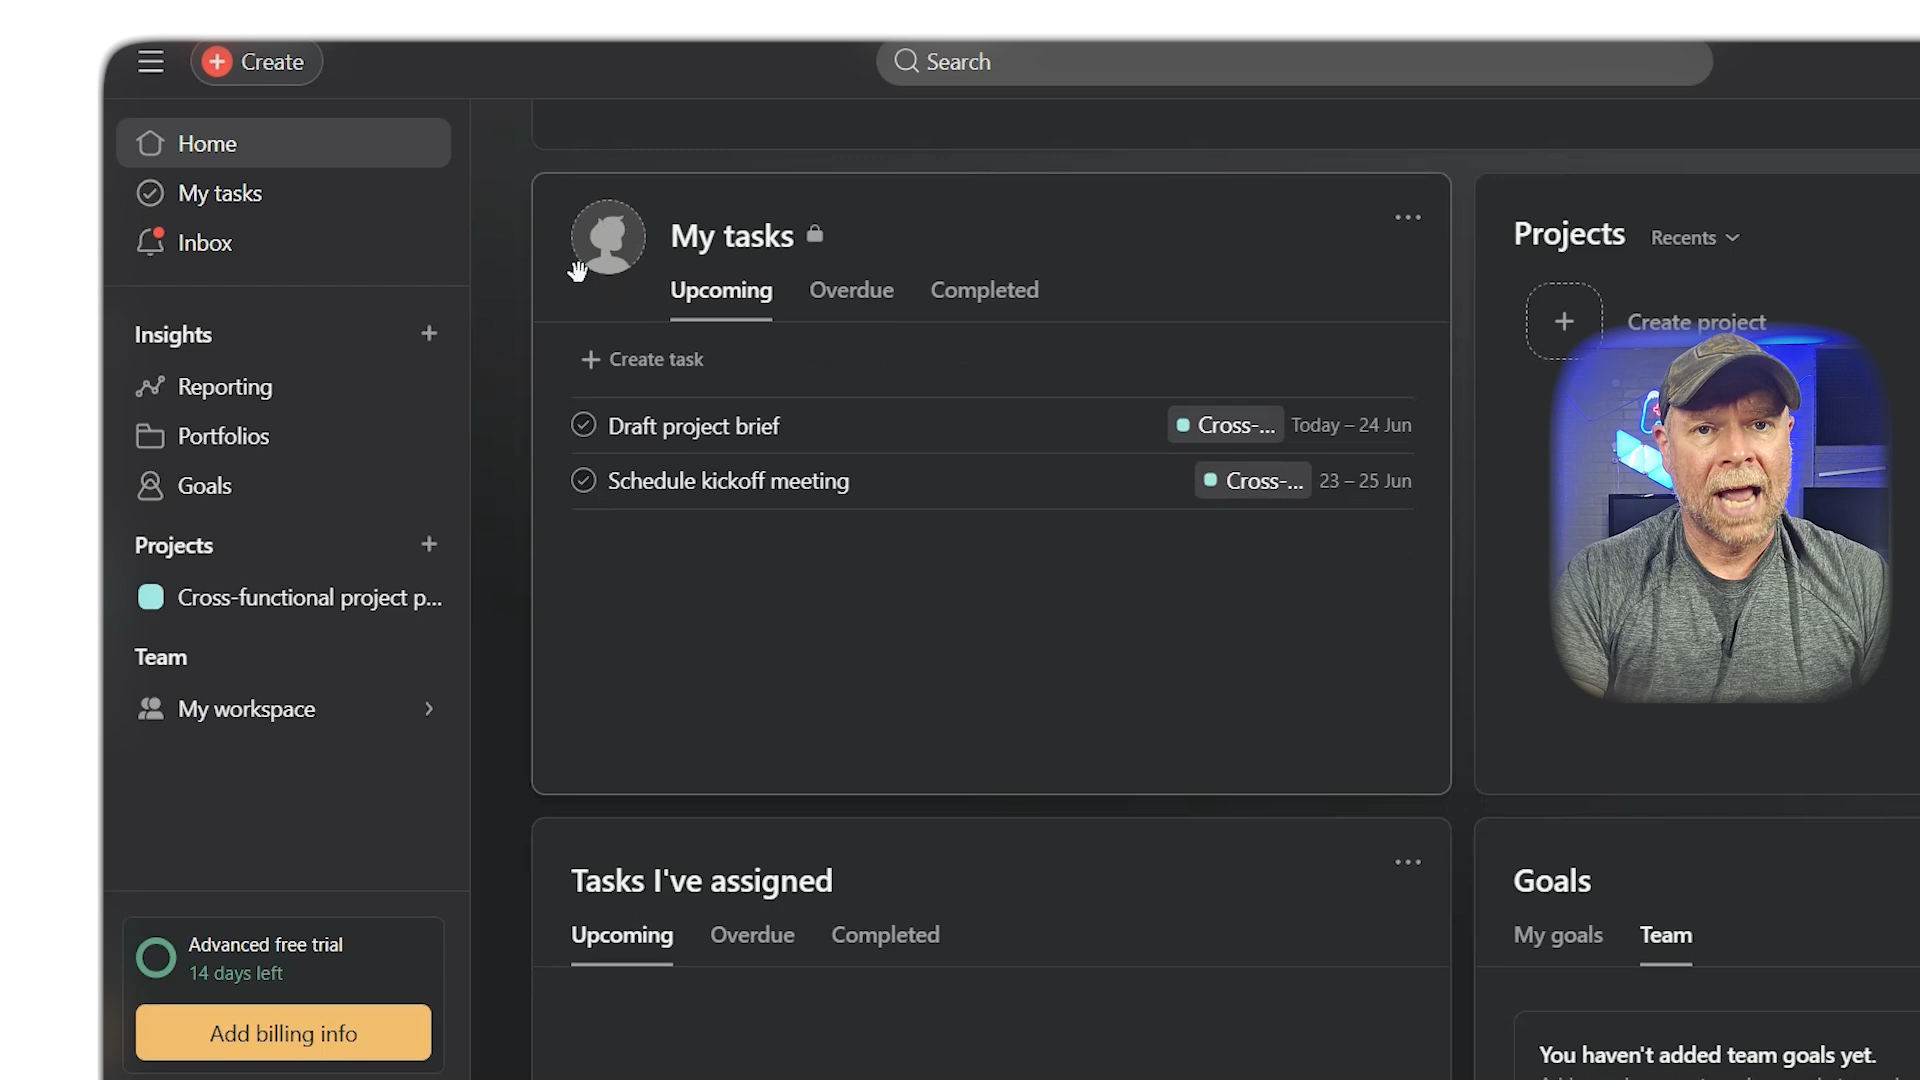 Create
Search
Home
My tasks
Inbox
Insights
Reporting
Portfolios
Goals
Projects
Cross-functional project p...
Team
My workspace
Advanced free trial
14 days left
Add billing info
My tasks
Upcoming Overdue Completed
Create task
Draft project brief Cross-... Today – 24 Jun
Schedule kickoff meeting Cross-... 23 – 25 Jun
Projects Recents
Create project
Tasks I've assigned
Upcoming Overdue Completed
Goals
My goals Team
You haven't added team goals yet.